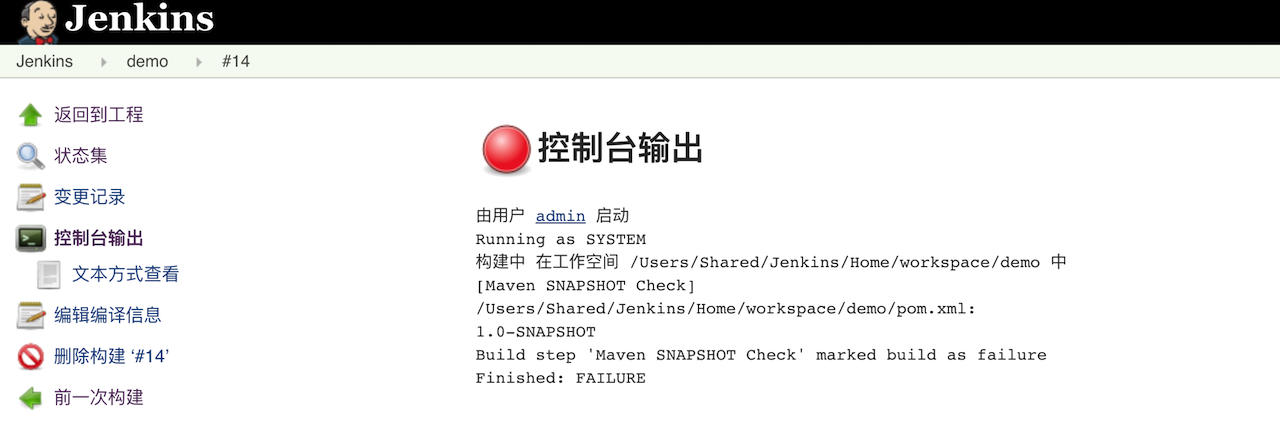 Jenkins
Jenkins demo #14
返回到工程
状态集
变更记录
控制台输出
文本方式查看
编辑编译信息
删除构建 ‘#14’
前一次构建
控制台输出
由用户 admin 启动
Running as SYSTEM
构建中 在工作空间 /Users/Shared/Jenkins/Home/workspace/demo 中
[Maven SNAPSHOT Check]
/Users/Shared/Jenkins/Home/workspace/demo/pom.xml:
1.0-SNAPSHOT
Build step 'Maven SNAPSHOT Check' marked build as failure
Finished: FAILURE